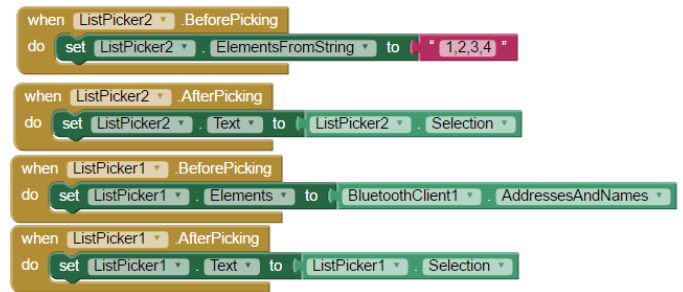 when ListPicker2 .BeforePicking
do set ListPicker2 . ElementsFromString to " 1,2,3,4 "
when ListPicker2 .AfterPicking
do set ListPicker2 . Text to ListPicker2 . Selection
when ListPicker1 .BeforePicking
do set ListPicker1 . Elements to BluetoothClient1 . AddressesAndNames
when ListPicker1 .AfterPicking
do set ListPicker1 . Text to ListPicker1 . Selection